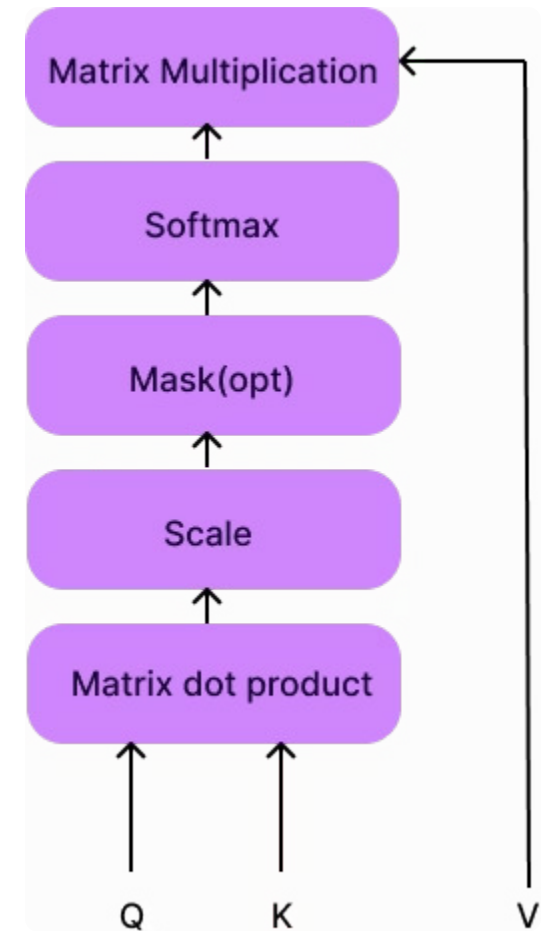 Matrix Multiplication
Softmax
Mask(opt)
Scale
Matrix dot product
Q K V